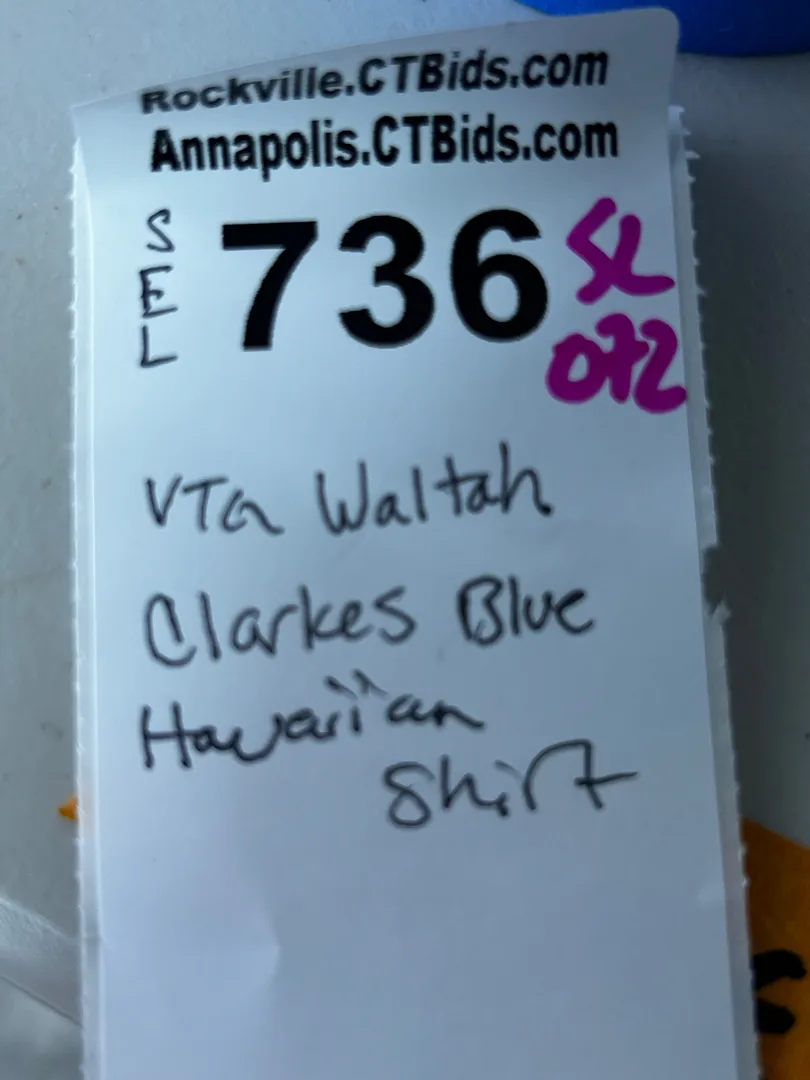 Rockville.CTBids.com
Annapolis.CTBids.com
SEL
736
SL
072
VTG Waltah
Clarkes Blue
Hawaiian
Shirt